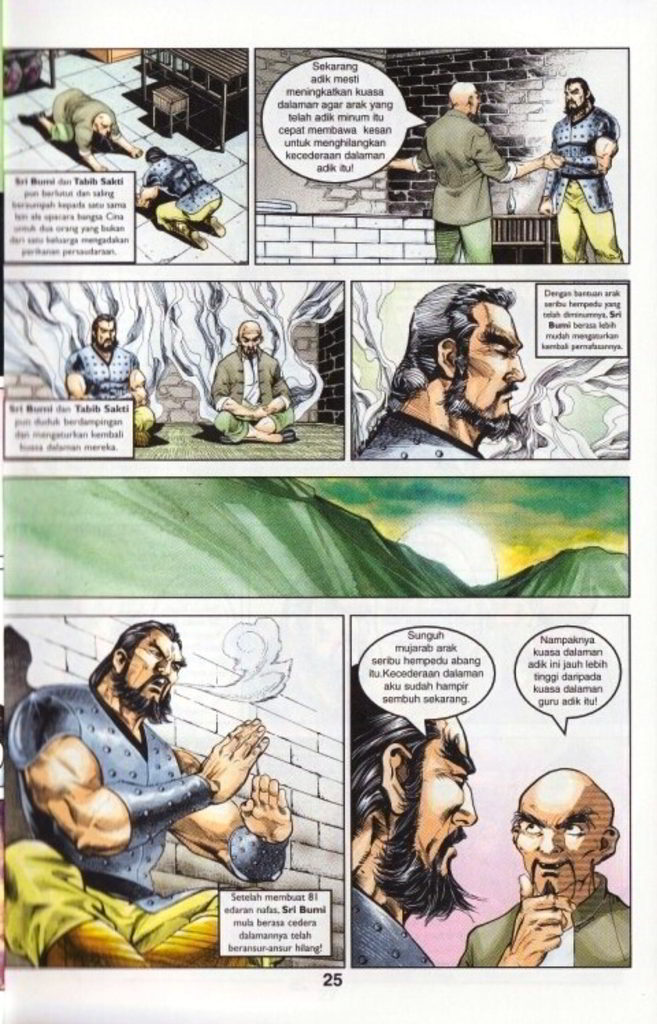 Sri Bumi dan Tabib Sakti
pun berlutut dan saling
bersumpah kepada satu sama
lain ala upacara bangsa Cina
untuk dua orang yang bukan
dari satu keluarga mengadakan
perikatan persaudaraan.
Sekarang
adik mesti
meningkatkan kuasa
dalaman agar arak yang
telah adik minum itu
cepat membawa kesan
untuk menghilangkan
kecederaan dalaman
adik itu!
Sri Bumi dan Tabib Sakti
pun duduk berdampingan
dan mengaturkan kembali
kuasa dalaman mereka.
Dengan bantuan arak
seribu hempedu yang
telah diminumnya, Sri
Bumi berasa lebih
mudah mengaturkan
kembali pernafasannya.
Setelah membuat 81
edaran nafas, Sri Bumi
mula berasa cedera
dalamannya telah
beransur-ansur hilang!
Sunguh
mujarab arak
seribu hempedu abang
itu.Kecederaan dalaman
aku sudah hampir
sembuh sekarang.
Nampaknya
kuasa dalaman
adik ini jauh lebih
tinggi daripada
kuasa dalaman
guru adik itu!
25